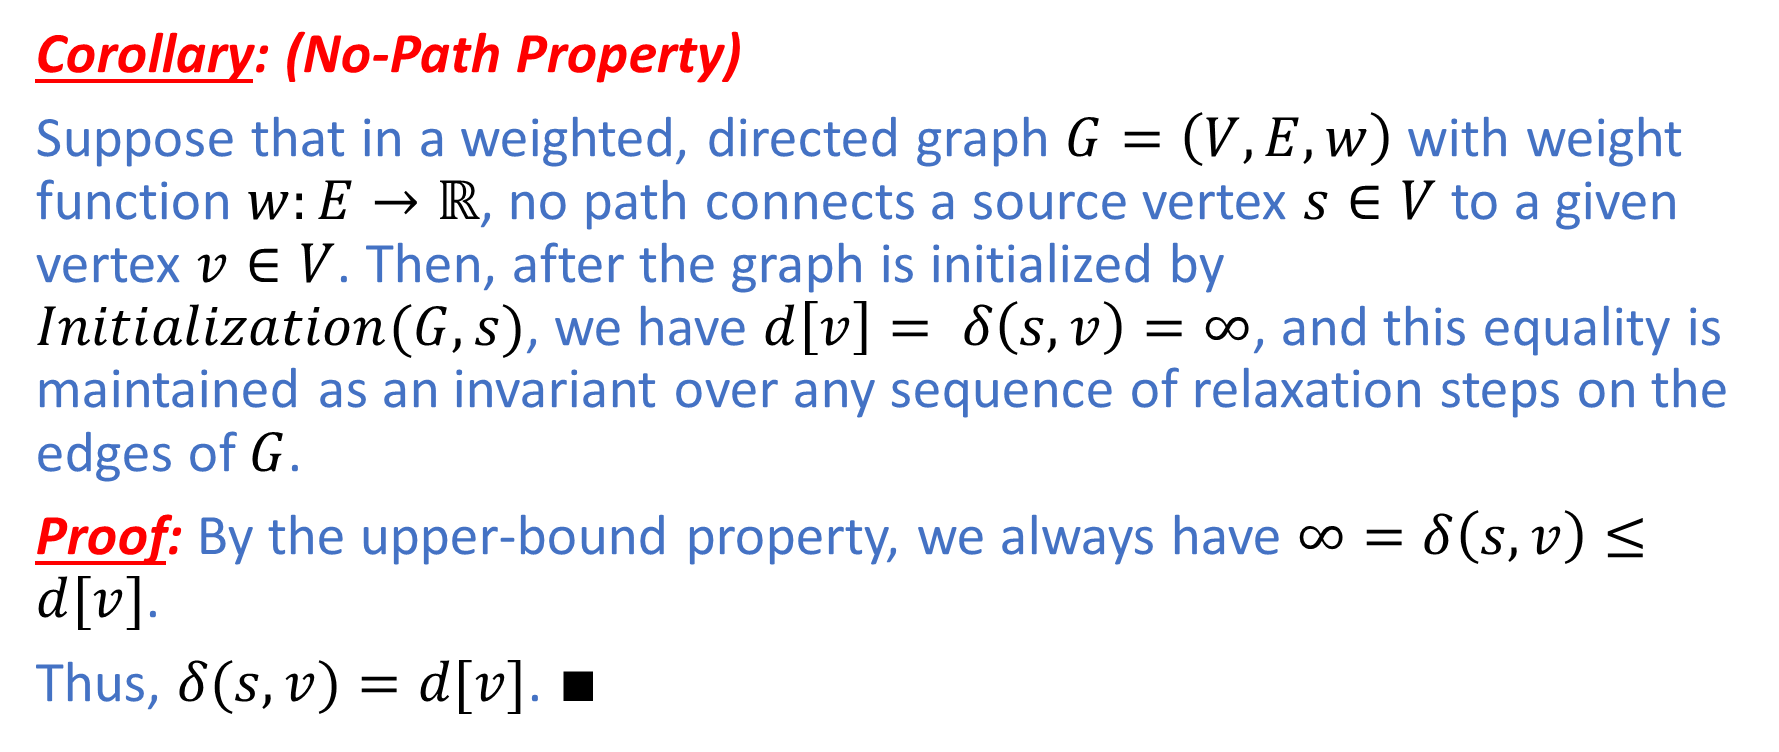 Corollary: (No-Path Property)
Suppose that in a weighted, directed graph G = (V, E, w) with weight
function w: E → ℝ, no path connects a source vertex s ∈ V to a given
vertex v ∈ V. Then, after the graph is initialized by
Initialization(G, s), we have d[v] = δ(s, v) = ∞, and this equality is
maintained as an invariant over any sequence of relaxation steps on the
edges of G.
Proof: By the upper-bound property, we always have ∞ = δ(s, v) ≤
d[v].
Thus, δ(s, v) = d[v]. ■